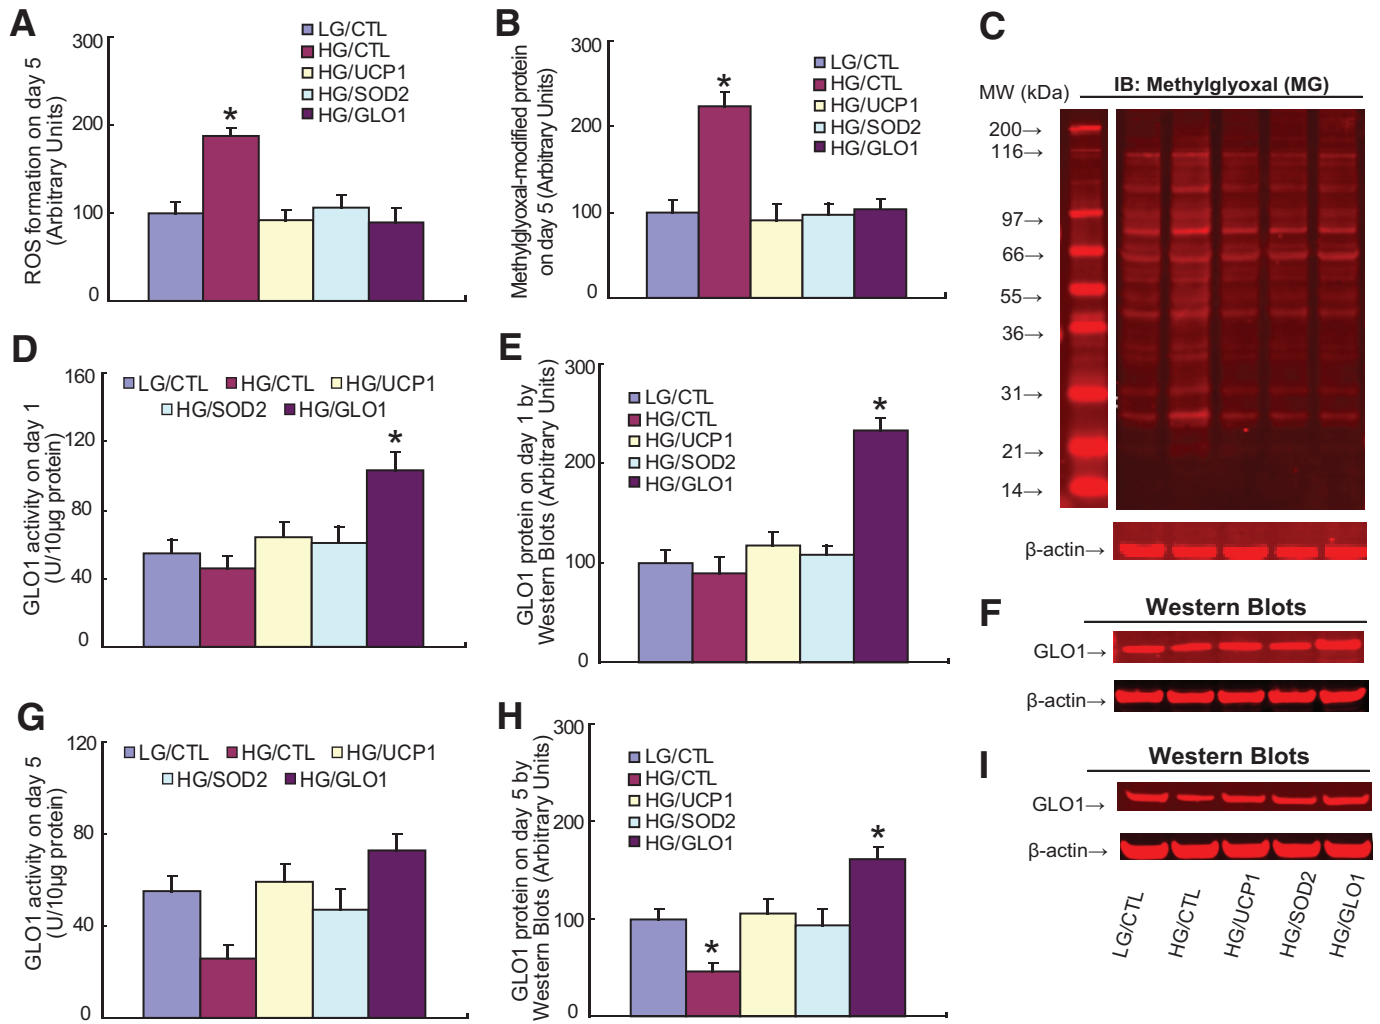 A
ROS formation on day 5
(Arbitrary Units)
300
200
100
0
LG/CTL
HG/CTL
HG/UCP1
HG/SOD2
HG/GLO1
*
B
Methylglyoxal-modified protein
on day 5 (Arbitrary Units)
300
200
100
0
LG/CTL
HG/CTL
HG/UCP1
HG/SOD2
HG/GLO1
*
C
IB: Methylglyoxal (MG)
MW (kDa)
200→
116→
97→
66→
55→
36→
31→
21→
14→
β-actin→
D
GLO1 activity on day 1
(U/10µg protein)
160
120
80
40
0
LG/CTL HG/CTL HG/UCP1
HG/SOD2 HG/GLO1
*
E
GLO1 protein on day 1 by
Western Blots (Arbitrary Units)
300
200
100
0
LG/CTL
HG/CTL
HG/UCP1
HG/SOD2
HG/GLO1
*
F
Western Blots
GLO1→
β-actin→
G
GLO1 activity on day 5
(U/10µg protein)
120
80
40
0
LG/CTL HG/CTL HG/UCP1
HG/SOD2 HG/GLO1
H
GLO1 protein on day 5 by
Western Blots (Arbitrary Units)
300
200
100
0
LG/CTL
HG/CTL
HG/UCP1
HG/SOD2
HG/GLO1
*
*
I
Western Blots
GLO1→
β-actin→
LG/CTL
HG/CTL
HG/UCP1
HG/SOD2
HG/GLO1